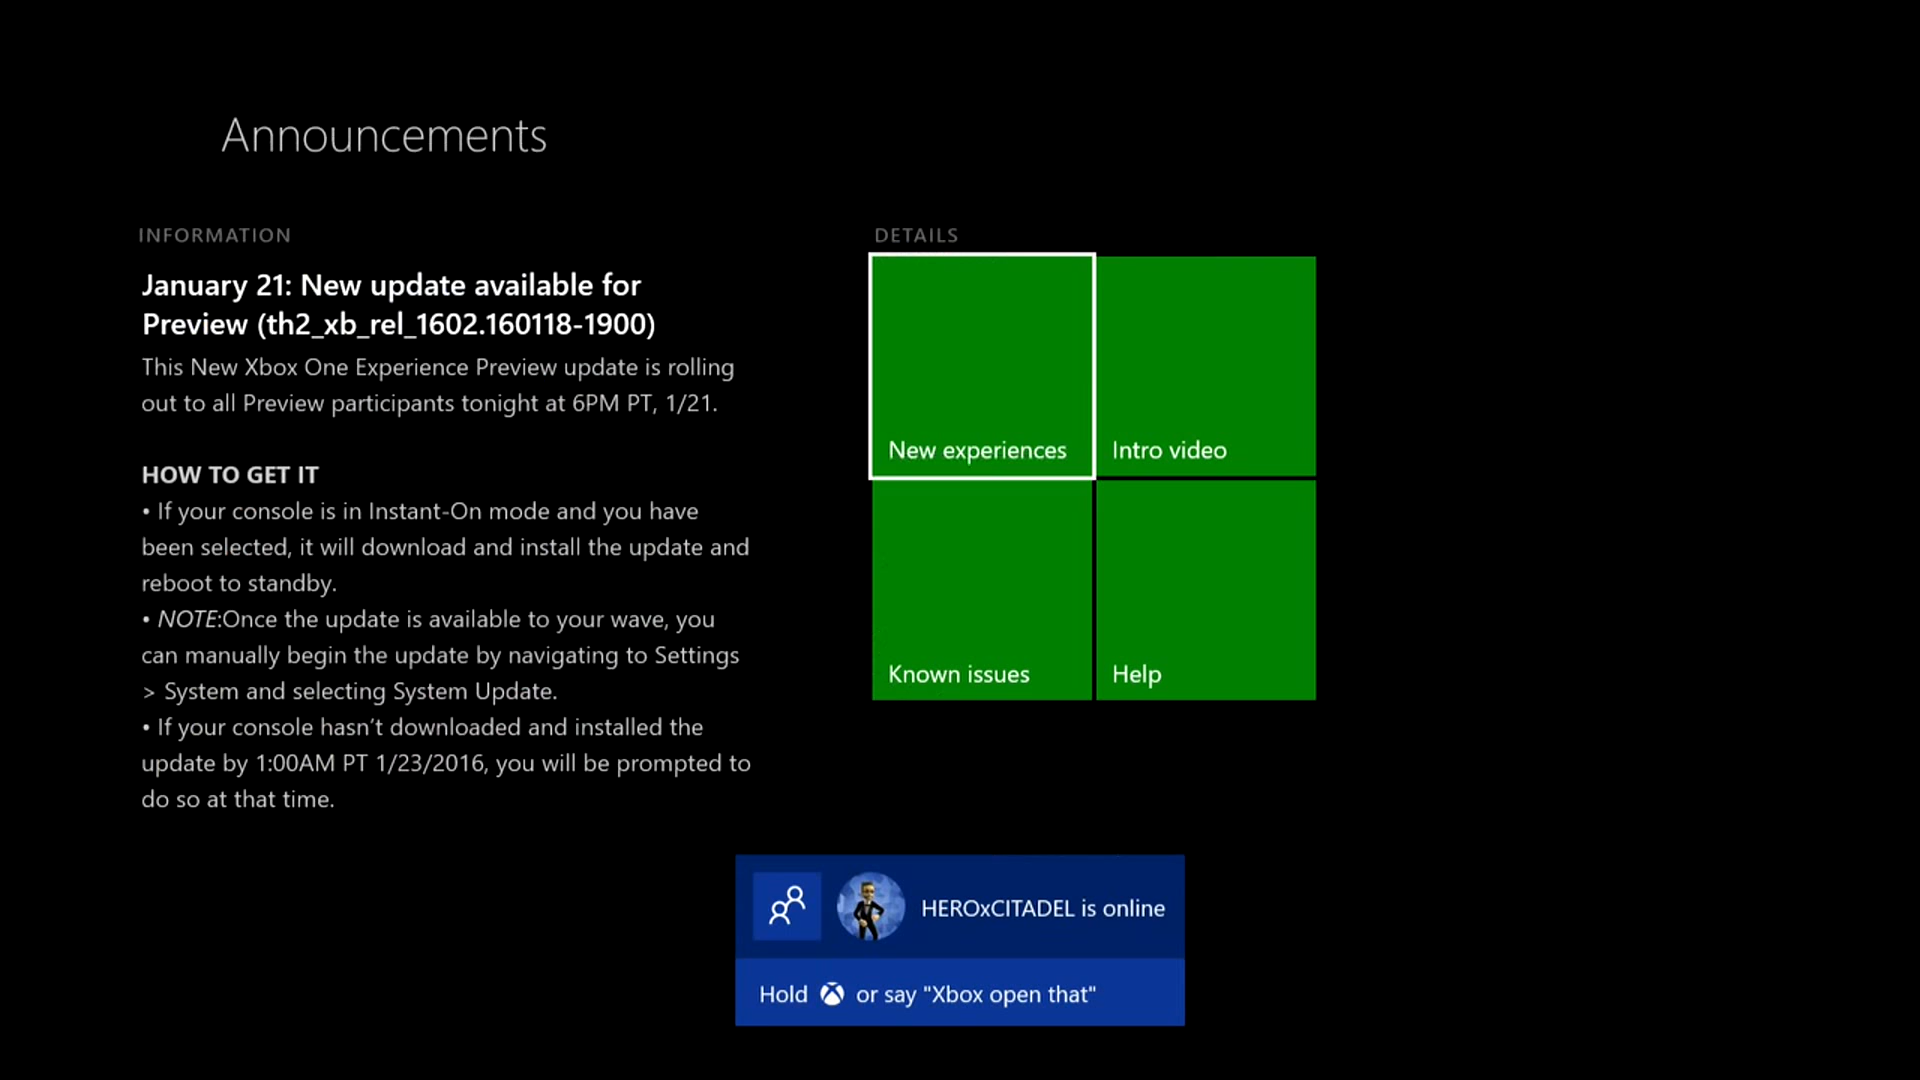 Announcements
INFORMATION
January 21: New update available for
Preview (th2_xb_rel_1602.160118-1900)
This New Xbox One Experience Preview update is rolling
out to all Preview participants tonight at 6PM PT, 1/21.
HOW TO GET IT
• If your console is in Instant-On mode and you have
been selected, it will download and install the update and
reboot to standby.
• NOTE:Once the update is available to your wave, you
can manually begin the update by navigating to Settings
> System and selecting System Update.
• If your console hasn’t downloaded and installed the
update by 1:00AM PT 1/23/2016, you will be prompted to
do so at that time.
DETAILS
New experiences
Intro video
Known issues
Help
HEROxCITADEL is online
Hold or say "Xbox open that"